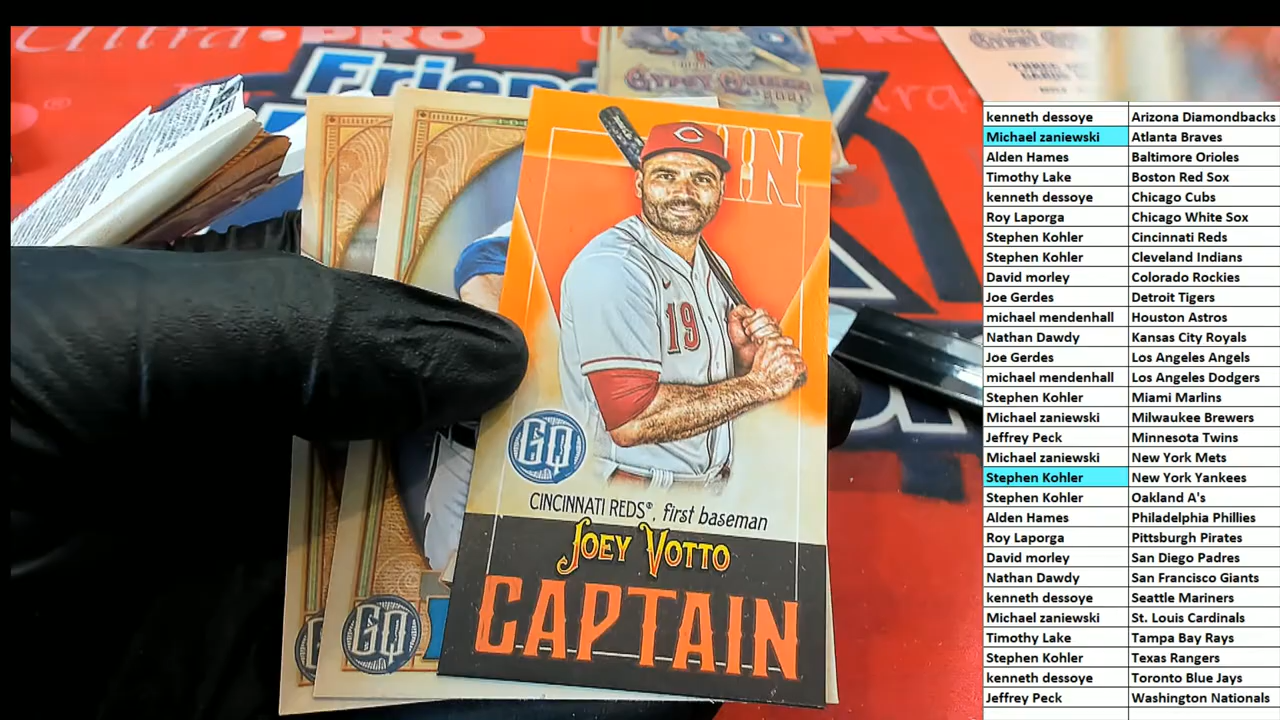 Ultra • PRO
Friend
GYPSY QUEEN
IN
19
GQ
GQ
CINCINNATI REDS®, first baseman
JOEY VOTTO
CAPTAIN
kenneth dessoye Arizona Diamondbacks
Michael zaniewski Atlanta Braves
Alden Hames Baltimore Orioles
Timothy Lake Boston Red Sox
kenneth dessoye Chicago Cubs
Roy Laporga Chicago White Sox
Stephen Kohler Cincinnati Reds
Stephen Kohler Cleveland Indians
David morley Colorado Rockies
Joe Gerdes Detroit Tigers
michael mendenhall Houston Astros
Nathan Dawdy Kansas City Royals
Joe Gerdes Los Angeles Angels
michael mendenhall Los Angeles Dodgers
Stephen Kohler Miami Marlins
Michael zaniewski Milwaukee Brewers
Jeffrey Peck Minnesota Twins
Michael zaniewski New York Mets
Stephen Kohler New York Yankees
Stephen Kohler Oakland A's
Alden Hames Philadelphia Phillies
Roy Laporga Pittsburgh Pirates
David morley San Diego Padres
Nathan Dawdy San Francisco Giants
kenneth dessoye Seattle Mariners
Michael zaniewski St. Louis Cardinals
Timothy Lake Tampa Bay Rays
Stephen Kohler Texas Rangers
kenneth dessoye Toronto Blue Jays
Jeffrey Peck Washington Nationals